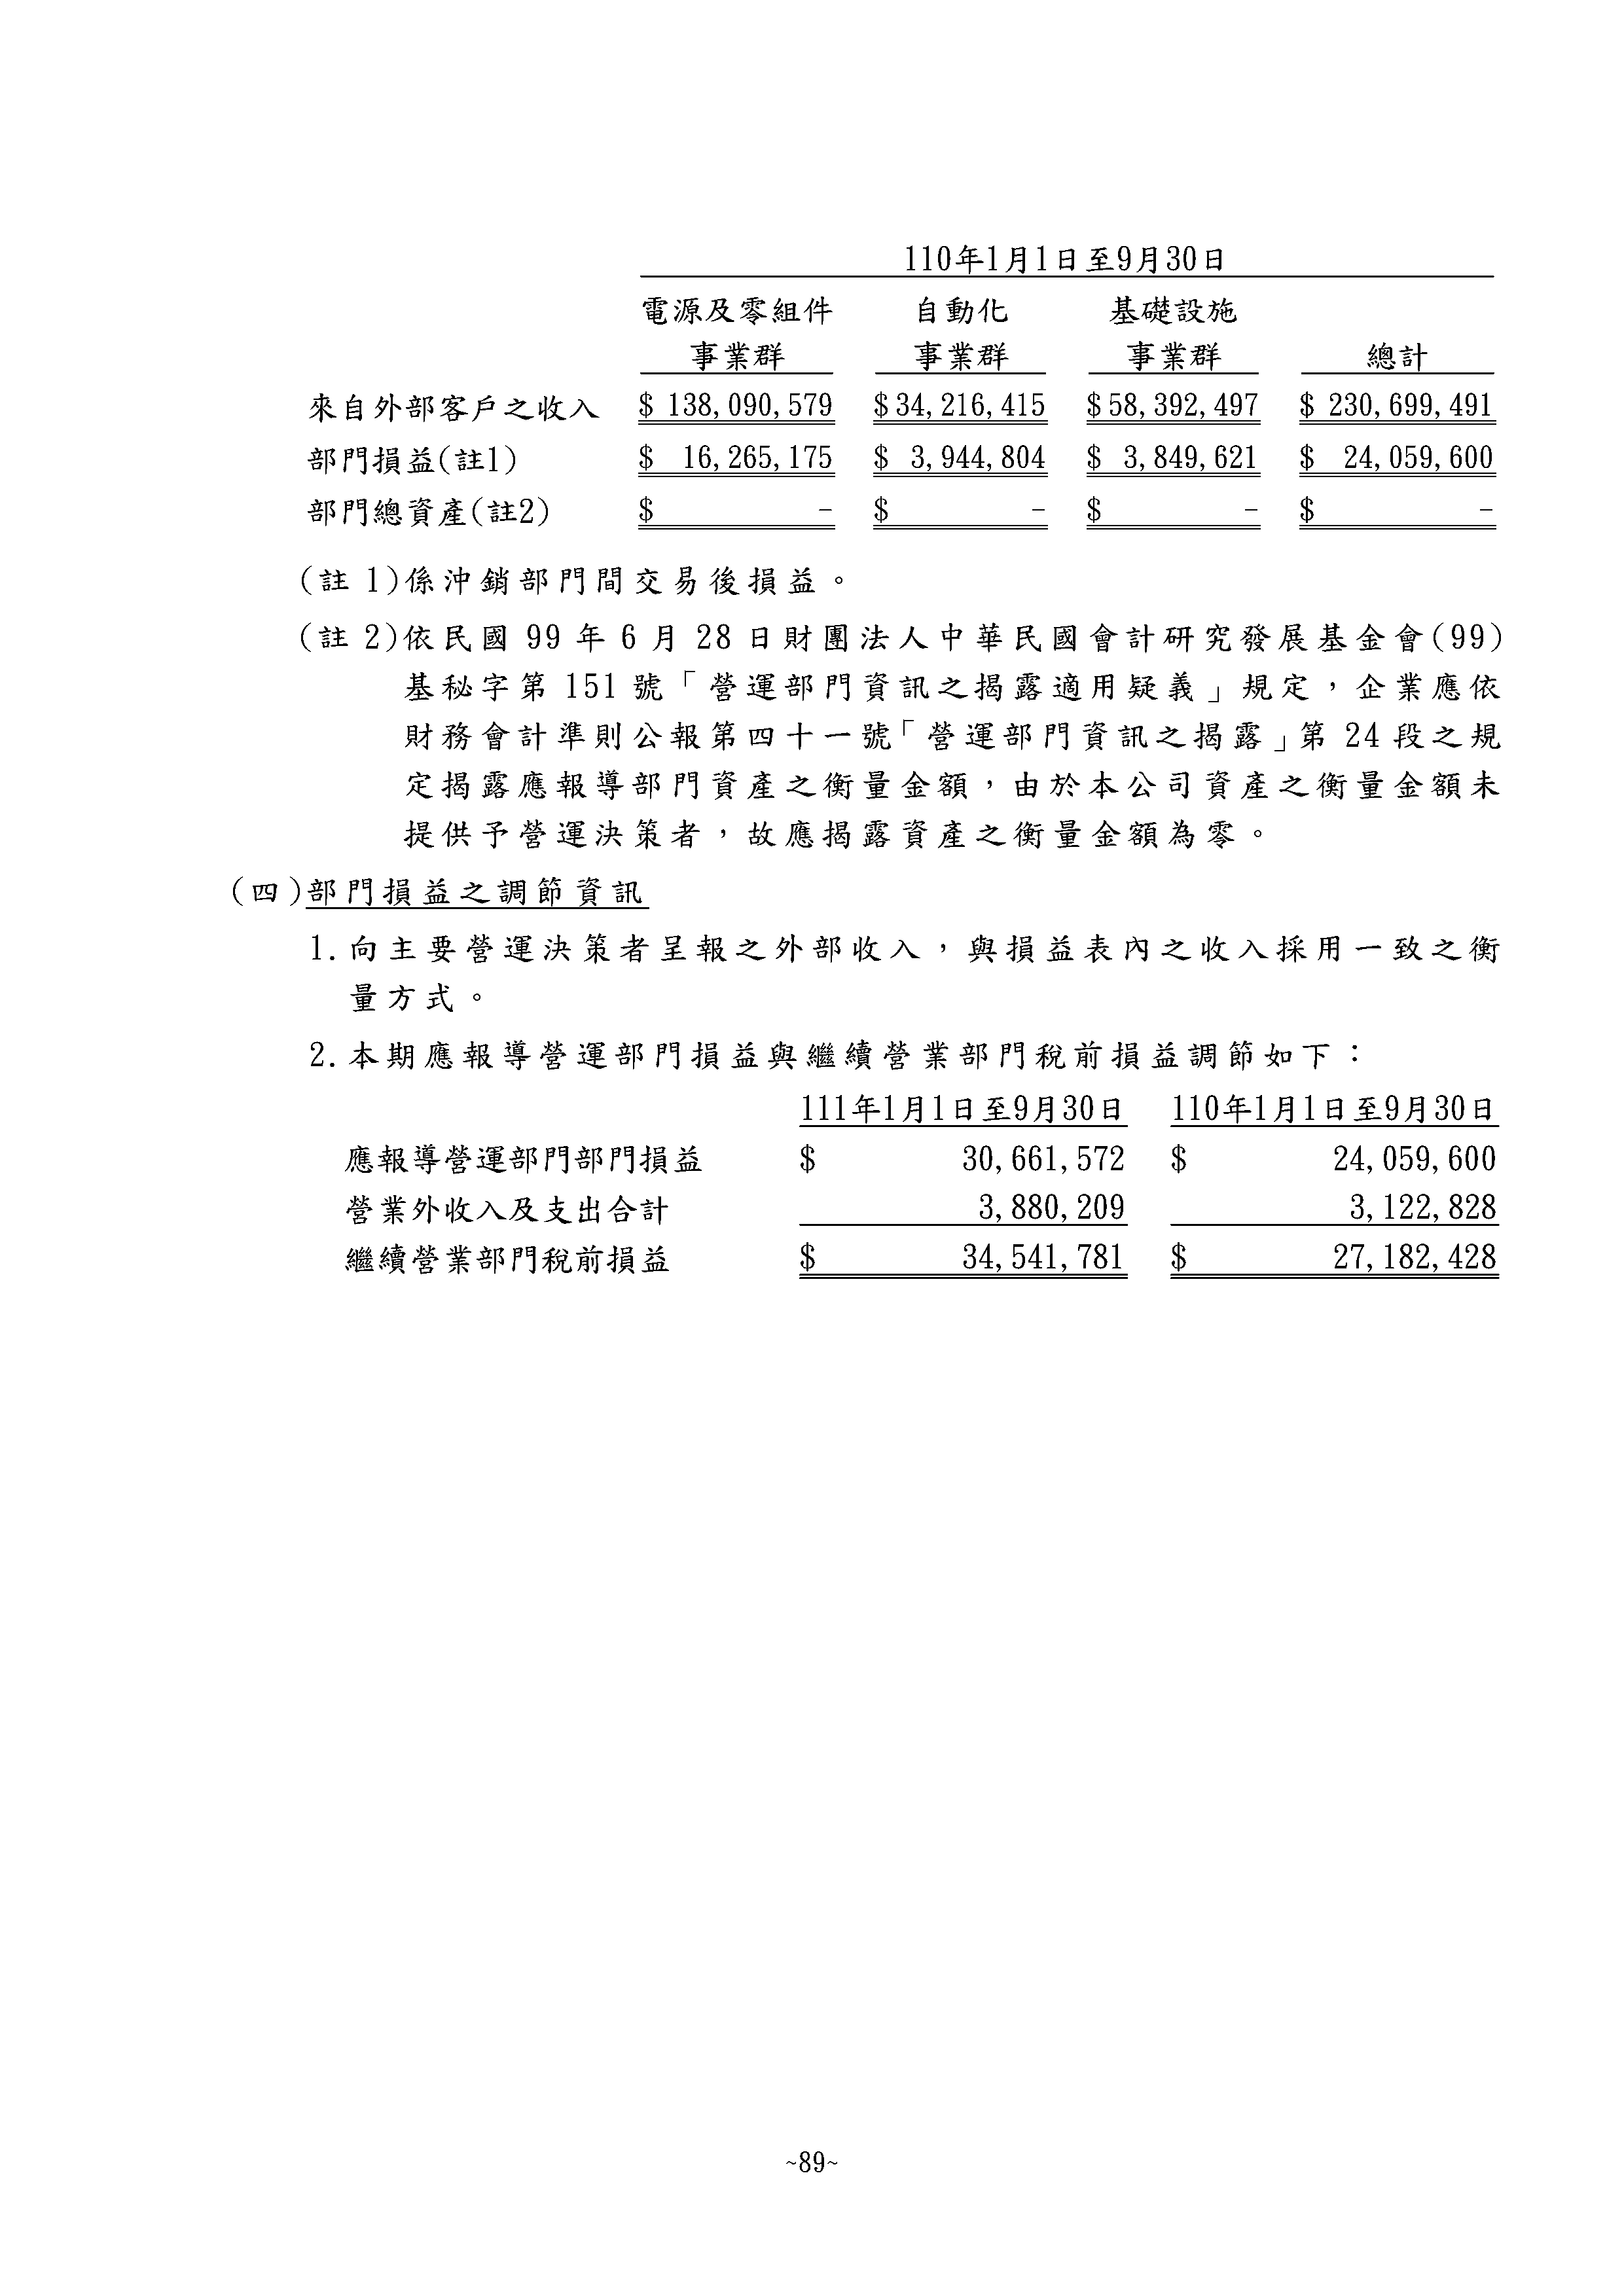 110年1月1日至9月30日
電源及零組件 自動化 基礎設施
事業群 事業群 事業群 總計
來自外部客戶之收入 $ 138,090,579 $ 34,216,415 $ 58,392,497 $ 230,699,491
部門損益(註1) $ 16,265,175 $ 3,944,804 $ 3,849,621 $ 24,059,600
部門總資產(註2) $ - $ - $ - $ -
(註 1)係沖銷部門間交易後損益。
(註 2)依民國 99 年 6 月 28 日財團法人中華民國會計研究發展基金會(99)
基秘字第 151 號「營運部門資訊之揭露適用疑義」規定，企業應依
財務會計準則公報第四十一號「營運部門資訊之揭露」第 24 段之規
定揭露應報導部門資產之衡量金額，由於本公司資產之衡量金額未
提供予營運決策者，故應揭露資產之衡量金額為零。
(四)部門損益之調節資訊
1.向主要營運決策者呈報之外部收入，與損益表內之收入採用一致之衡
量方式。
2.本期應報導營運部門損益與繼續營業部門稅前損益調節如下：
111年1月1日至9月30日 110年1月1日至9月30日
應報導營運部門部門損益 $ 30,661,572 $ 24,059,600
營業外收入及支出合計 3,880,209 3,122,828
繼續營業部門稅前損益 $ 34,541,781 $ 27,182,428
~89~